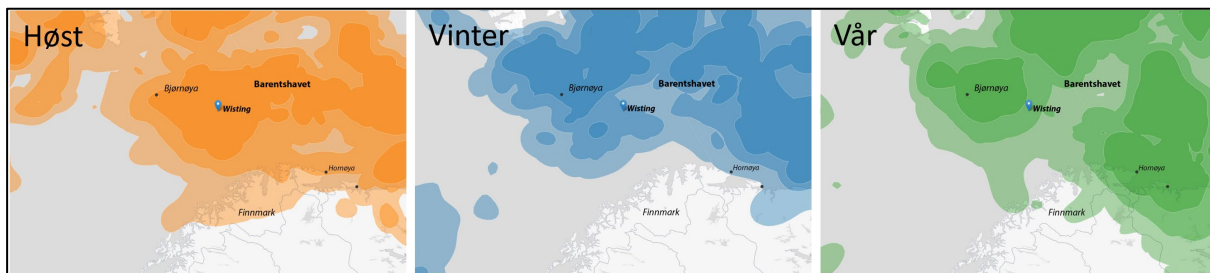 Høst
Bjørnøya
Barentshavet
Wisting
Hornøya
Finnmark
Vinter
Bjørnøya
Barentshavet
Wisting
Hornøya
Finnmark
Vår
Bjørnøya
Barentshavet
Wisting
Hornøya
Finnmark